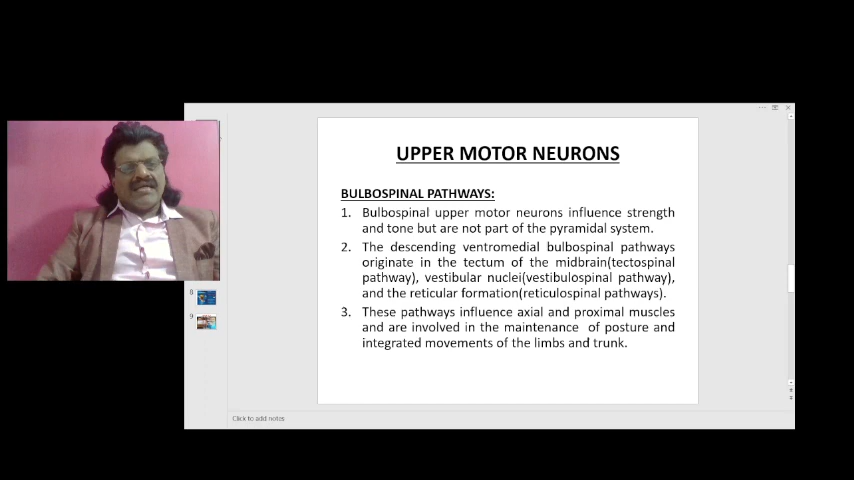 UPPER MOTOR NEURONS
BULBOSPINAL PATHWAYS:
1. Bulbospinal upper motor neurons influence strength
and tone but are not part of the pyramidal system.
2. The descending ventromedial bulbospinal pathways
originate in the tectum of the midbrain(tectospinal
pathway), vestibular nuclei(vestibulospinal pathway),
and the reticular formation(reticulospinal pathways).
3. These pathways influence axial and proximal muscles
and are involved in the maintenance of posture and
integrated movements of the limbs and trunk.
8
9
Click to add notes